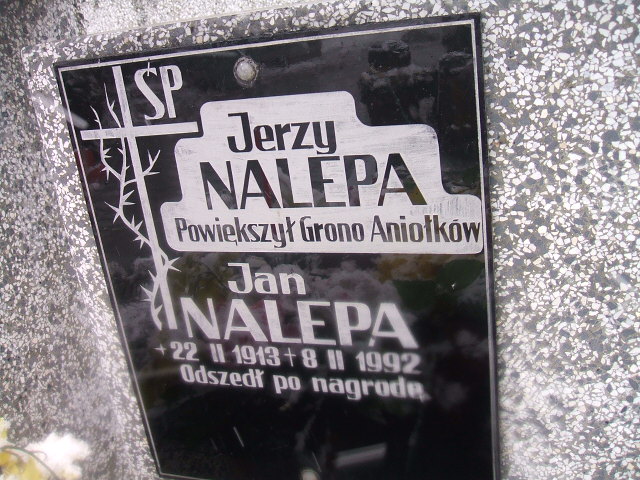 ŚP
Jerzy
NALEPA
Powiększył Grono Aniołków
Jan
NALEPA
+ 22 II 1913 + 8 II 1992
Odszedł po nagrodę